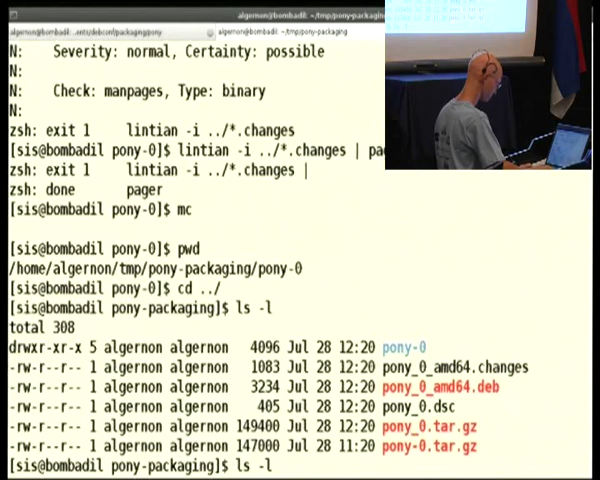 algernon@bombadil: ~/tmp/pony-packaging
algernon@bombadil: ~/tmp/pony-packaging
N:    Severity: normal, Certainty: possible
N:
N:    Check: manpages, Type: binary
N:
zsh: exit 1     lintian -i ../*.changes
[sis@bombadil pony-0]$ lintian -i ../*.changes |
zsh: exit 1     lintian -i ../*.changes |
zsh: done       pager
[sis@bombadil pony-0]$ mc
[sis@bombadil pony-0]$ pwd
/home/algernon/tmp/pony-packaging/pony-0
[sis@bombadil pony-0]$ cd ../
[sis@bombadil pony-packaging]$ ls -l
total 308
drwxr-xr-x 5 algernon algernon   4096 Jul 28 12:20 pony-0
-rw-r--r-- 1 algernon algernon   1083 Jul 28 12:20 pony_0_amd64.changes
-rw-r--r-- 1 algernon algernon   3234 Jul 28 12:20 pony_0_amd64.deb
-rw-r--r-- 1 algernon algernon    405 Jul 28 12:20 pony_0.dsc
-rw-r--r-- 1 algernon algernon 149400 Jul 28 12:20 pony_0.tar.gz
-rw-r--r-- 1 algernon algernon 147000 Jul 28 11:20 pony-0.tar.gz
[sis@bombadil pony-packaging]$ ls -l